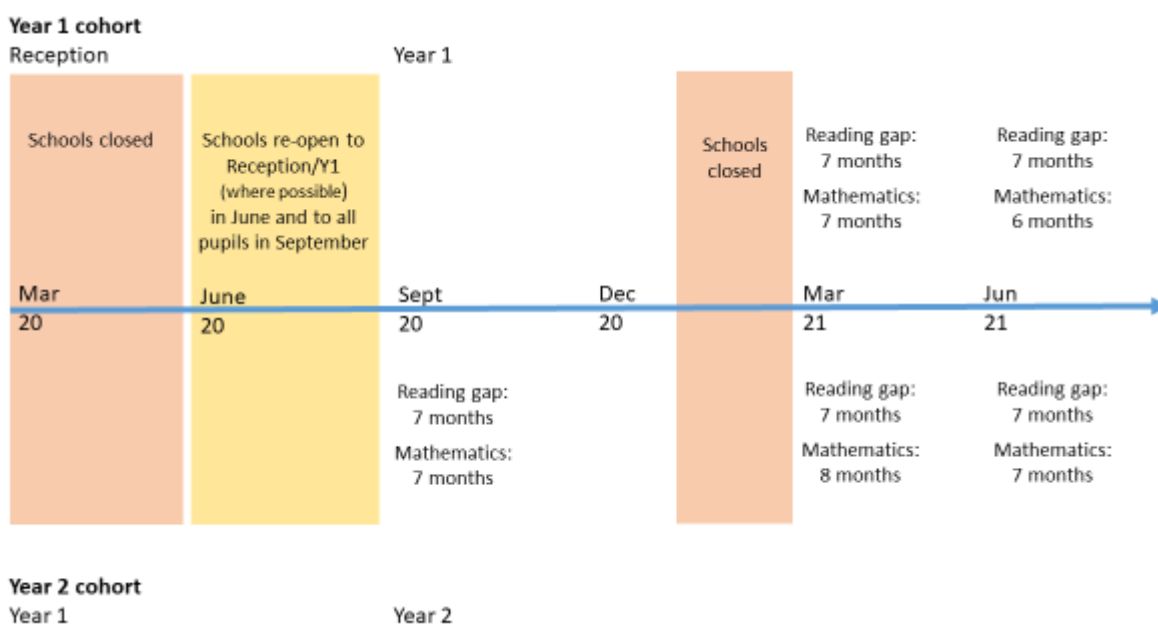 Year 1 cohort
Reception
Year 1
Schools closed
Schools re-open to
Reception/Y1
(where possible)
in June and to all
pupils in September
Schools
closed
Reading gap:
7 months
Mathematics:
7 months
Reading gap:
7 months
Mathematics:
6 months
Mar
20
June
20
Sept
20
Dec
20
Mar
21
Jun
21
Reading gap:
7 months
Mathematics:
7 months
Reading gap:
7 months
Mathematics:
8 months
Reading gap:
7 months
Mathematics:
7 months
Year 2 cohort
Year 1
Year 2